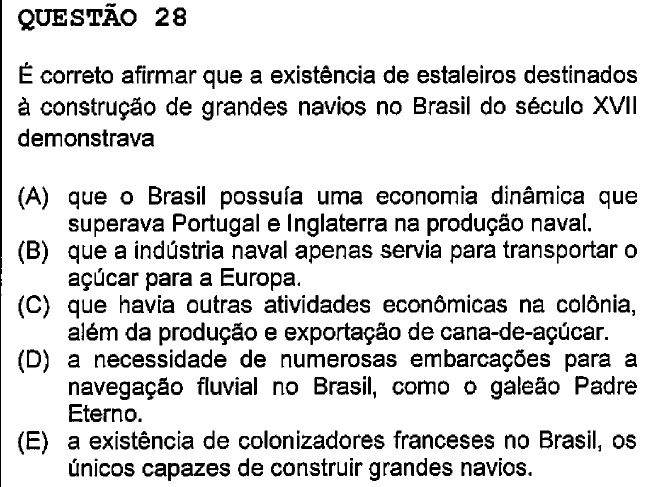 QUESTÃO 28
É correto afirmar que a existência de estaleiros destinados
à construção de grandes navios no Brasil do século XVII
demonstrava
(A) que o Brasil possuía uma economia dinâmica que
superava Portugal e Inglaterra na produção naval.
(B) que a indústria naval apenas servia para transportar o
açúcar para a Europa.
(C) que havia outras atividades econômicas na colônia,
além da produção e exportação de cana-de-açúcar.
(D) a necessidade de numerosas embarcações para a
navegação fluvial no Brasil, como o galeão Padre
Eterno.
(E) a existência de colonizadores franceses no Brasil, os
únicos capazes de construir grandes navios.